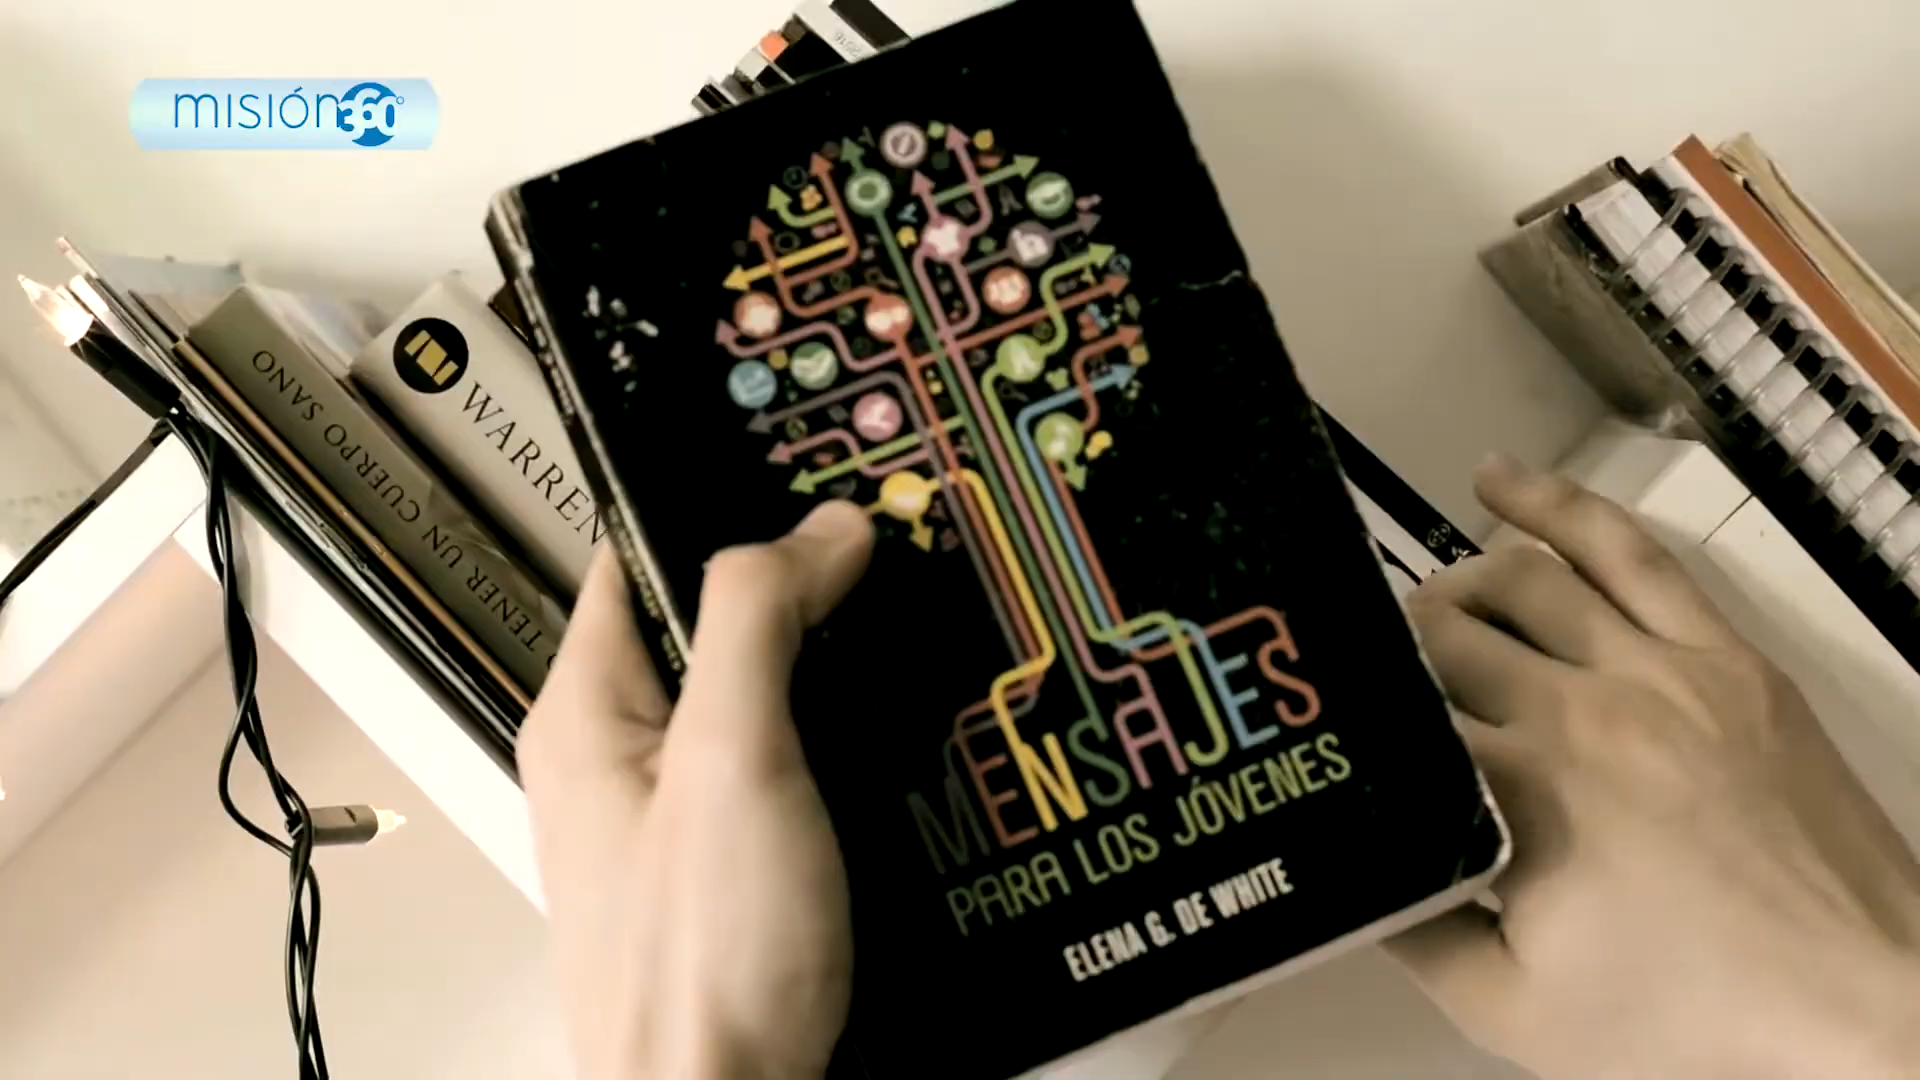 misión360°
MENSAJES
PARA LOS JÓVENES
ELENA G. DE WHITE
WARREN
TENER UN CUERPO SANO